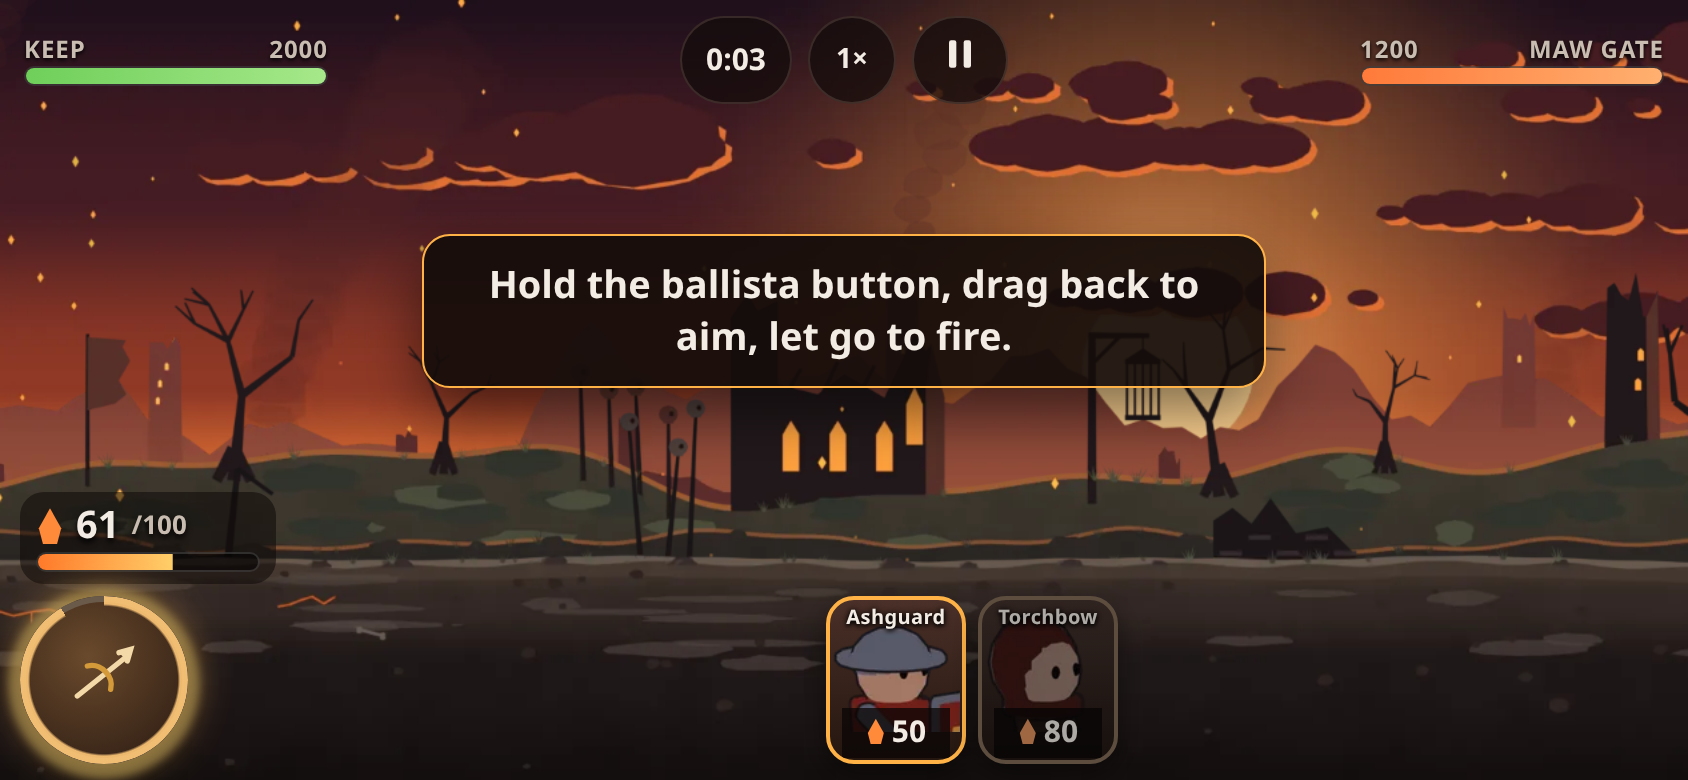 KEEP 2000
0:03
1×
1200 MAW GATE
Hold the ballista button, drag back to
aim, let go to fire.
61 /100
Ashguard
50
Torchbow
80